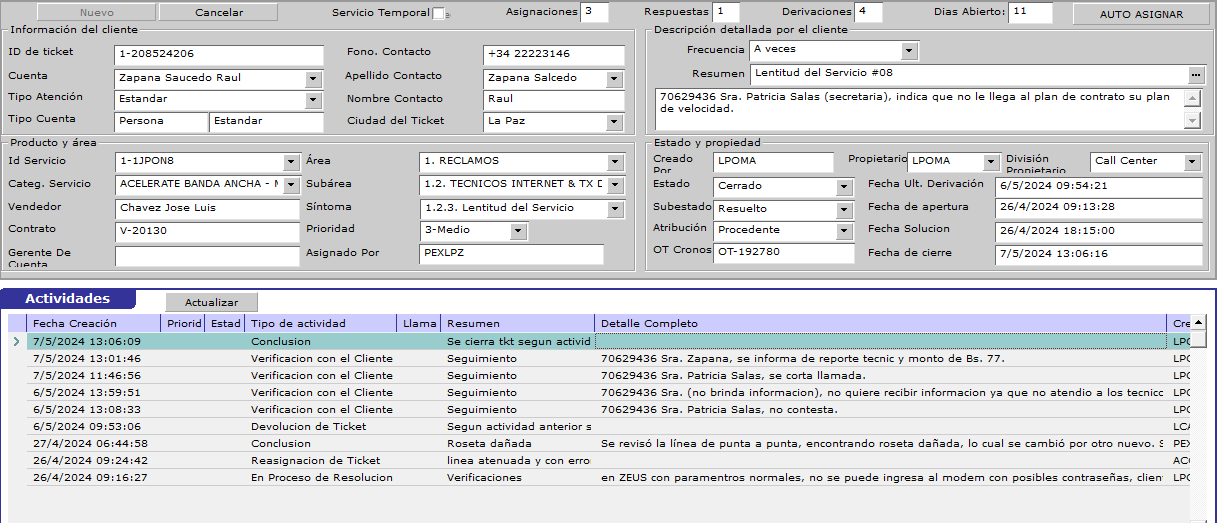 Nuevo Cancelar Servicio Temporal Asignaciones 3 Respuestas 1 Derivaciones 4 Dias Abierto: 11 AUTO ASIGNAR
Información del cliente
ID de ticket 1-208524206 Fono. Contacto +34 22223146
Cuenta Zapana Saucedo Raul Apellido Contacto Zapana Salcedo
Tipo Atención Estandar Nombre Contacto Raul
Tipo Cuenta Persona Estandar Ciudad del Ticket La Paz
Descripción detallada por el cliente
Frecuencia A veces
Resumen Lentitud del Servicio #08
70629436 Sra. Patricia Salas (secretaria), indica que no le llega al plan de contrato su plan
de velocidad.
Producto y área
Id Servicio 1-1JPON8 Área 1. RECLAMOS
Categ. Servicio ACELERATE BANDA ANCHA - Subárea 1.2. TECNICOS INTERNET & TX
Vendedor Chavez Jose Luis Síntoma 1.2.3. Lentitud del Servicio
Contrato V-20130 Prioridad 3-Medio
Gerente De
Cuenta Asignado Por PEXLPZ
Estado y propiedad
Creado
Por LPOMA Propietario LPOMA División
Propietario Call Center
Estado Cerrado Fecha Ult. Derivación 6/5/2024 09:54:21
Subestado Resuelto Fecha de apertura 26/4/2024 09:13:28
Atribución Procedente Fecha Solucion 26/4/2024 18:15:00
OT Cronos OT-192780 Fecha de cierre 7/5/2024 13:06:16
Actividades Actualizar
Fecha Creación Priorid Estad Tipo de actividad Llama Resumen Detalle Completo Cre
7/5/2024 13:06:09 Conclusion Se cierra tkt segun activid LPO
7/5/2024 13:01:46 Verificacion con el Cliente Seguimiento 70629436 Sra. Zapana, se informa de reporte tecnic y monto de Bs. 77. LPO
7/5/2024 11:46:56 Verificacion con el Cliente Seguimiento 70629436 Sra. Patricia Salas, se corta llamada. LPO
6/5/2024 13:59:51 Verificacion con el Cliente Seguimiento 70629436 Sra. (no brinda informacion), no quiere recibir informacion ya que no atendio a los tecnico LPO
6/5/2024 13:08:33 Verificacion con el Cliente Seguimiento 70629436 Sra. Patricia Salas, no contesta. LPO
6/5/2024 09:53:06 Devolucion de Ticket Segun actividad anterior s LCA
27/4/2024 06:44:58 Conclusion Roseta dañada Se revisó la línea de punta a punta, encontrando roseta dañada, lo cual se cambió por otro nuevo. S PEX
26/4/2024 09:24:42 Reasignacion de Ticket linea atenuada y con erro ACO
26/4/2024 09:16:27 En Proceso de Resolucion Verificaciones en ZEUS con paramentros normales, no se puede ingresa al modem con posibles contraseñas, clien LPO